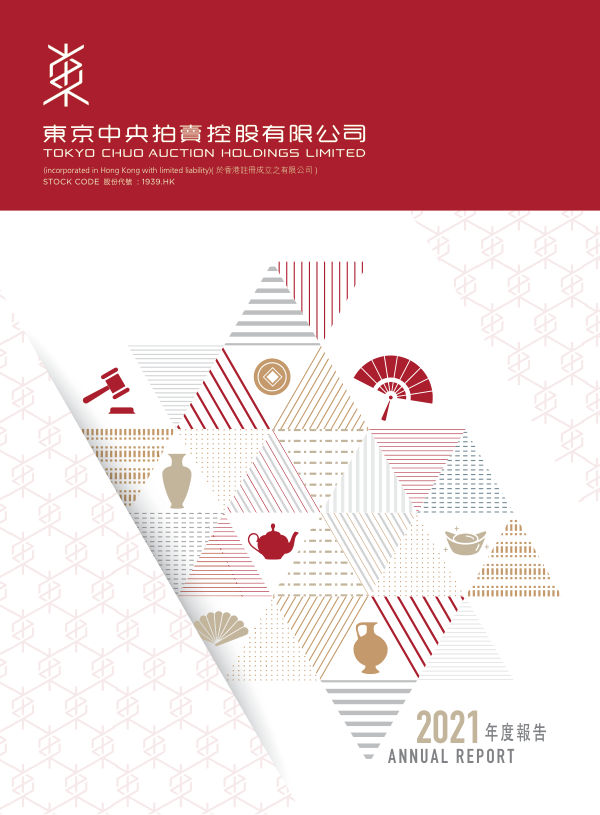 東京中央拍賣控股有限公司
TOKYO CHUO AUCTION HOLDINGS LIMITED
(incorporated in Hong Kong with limited liability)(於香港註冊成立之有限公司)
STOCK CODE 股份代號 : 1939.HK
2021 年度報告
ANNUAL REPORT